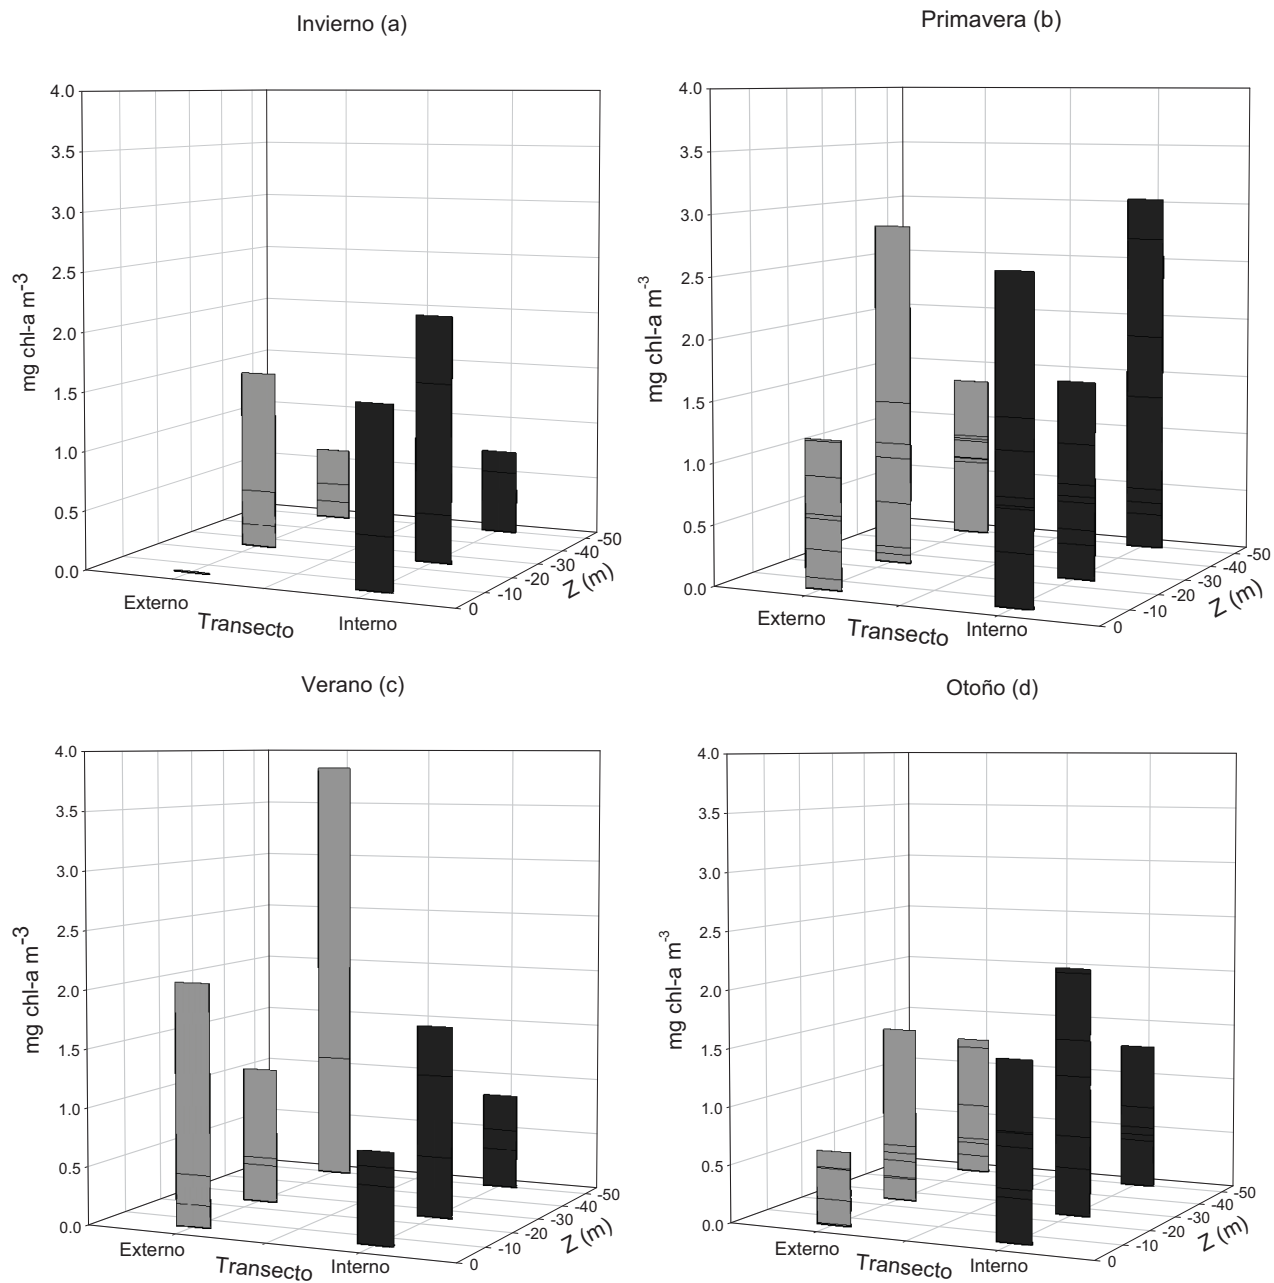 Invierno (a)
4.0
3.5
3.0
2.5
2.0
1.5
1.0
0.5
0.0
mg chl-a m-3
Externo
Transecto
Interno
0
-10
-20
-30
-40
-50
Z (m)
Primavera (b)
4.0
3.5
3.0
2.5
2.0
1.5
1.0
0.5
0.0
mg chl-a m-3
Externo
Transecto
Interno
0
-10
-20
-30
-40
-50
Z (m)
Verano (c)
4.0
3.5
3.0
2.5
2.0
1.5
1.0
0.5
0.0
mg chl-a m-3
Externo
Transecto
Interno
0
-10
-20
-30
-40
-50
Z (m)
Otoño (d)
4.0
3.5
3.0
2.5
2.0
1.5
1.0
0.5
0.0
mg chl-a m-3
Externo
Transecto
Interno
0
-10
-20
-30
-40
-50
Z (m)